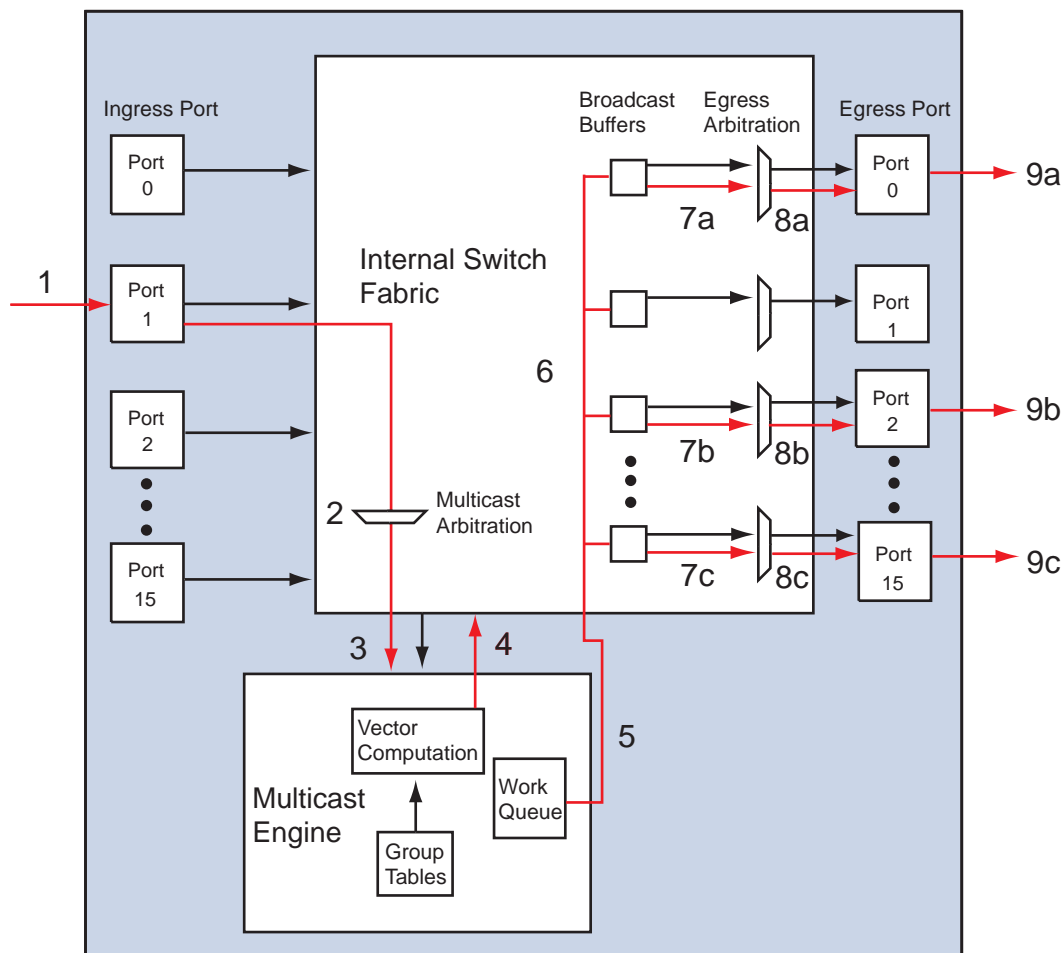 Ingress Port
Broadcast
Buffers
Egress
Arbitration
Egress Port
Port
0
Port
0
7a
8a
9a
1
Port
1
Internal Switch
Fabric
Port
1
6
Port
2
7b
8b
Port
2
9b
2
Multicast
Arbitration
Port
15
7c
8c
Port
15
9c
3
4
Vector
Computation
5
Work
Queue
Multicast
Engine
Group
Tables